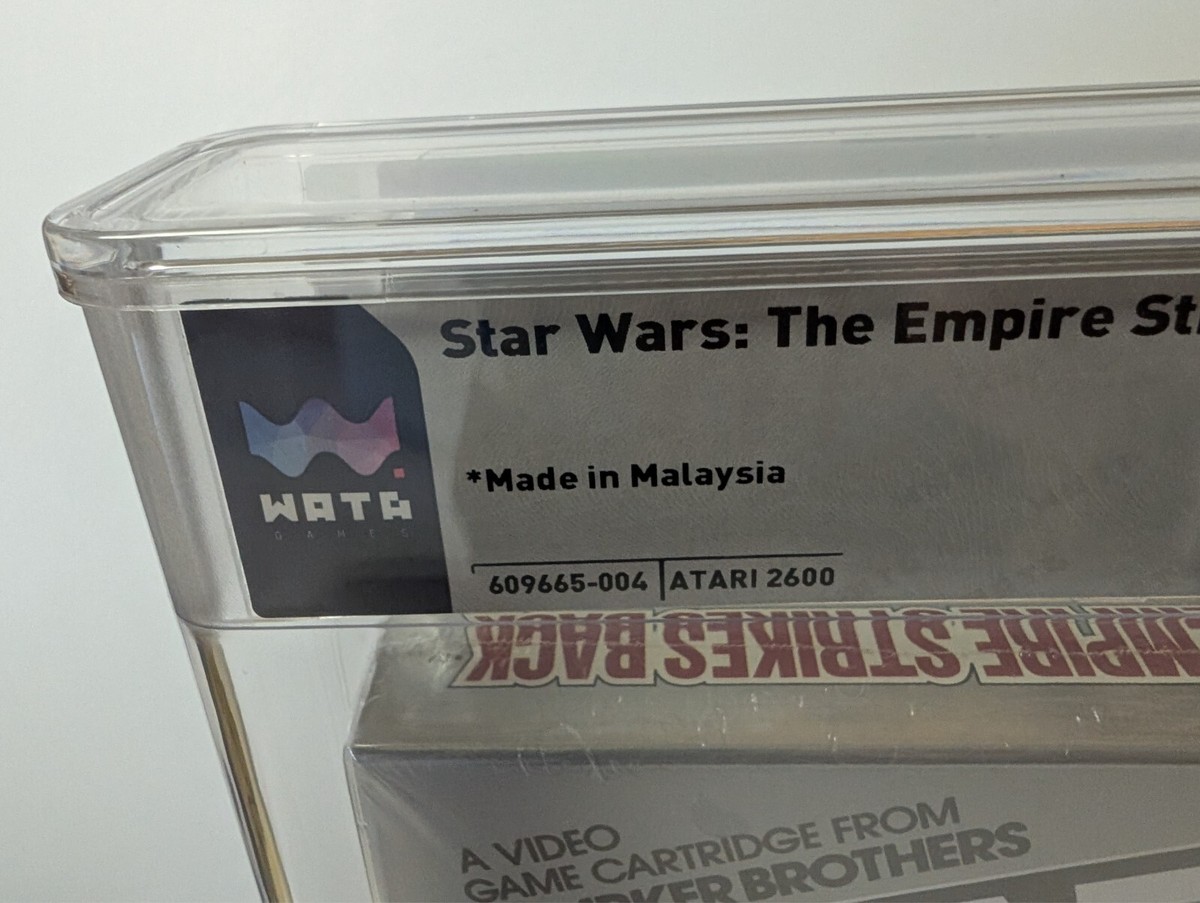 Star Wars: The Empire St
*Made in Malaysia
WATA
GAMES
609665-004 | ATARI 2600
EMPIRE STRIKES BACK
A VIDEO
GAME CARTRIDGE FROM
PARKER BROTHERS